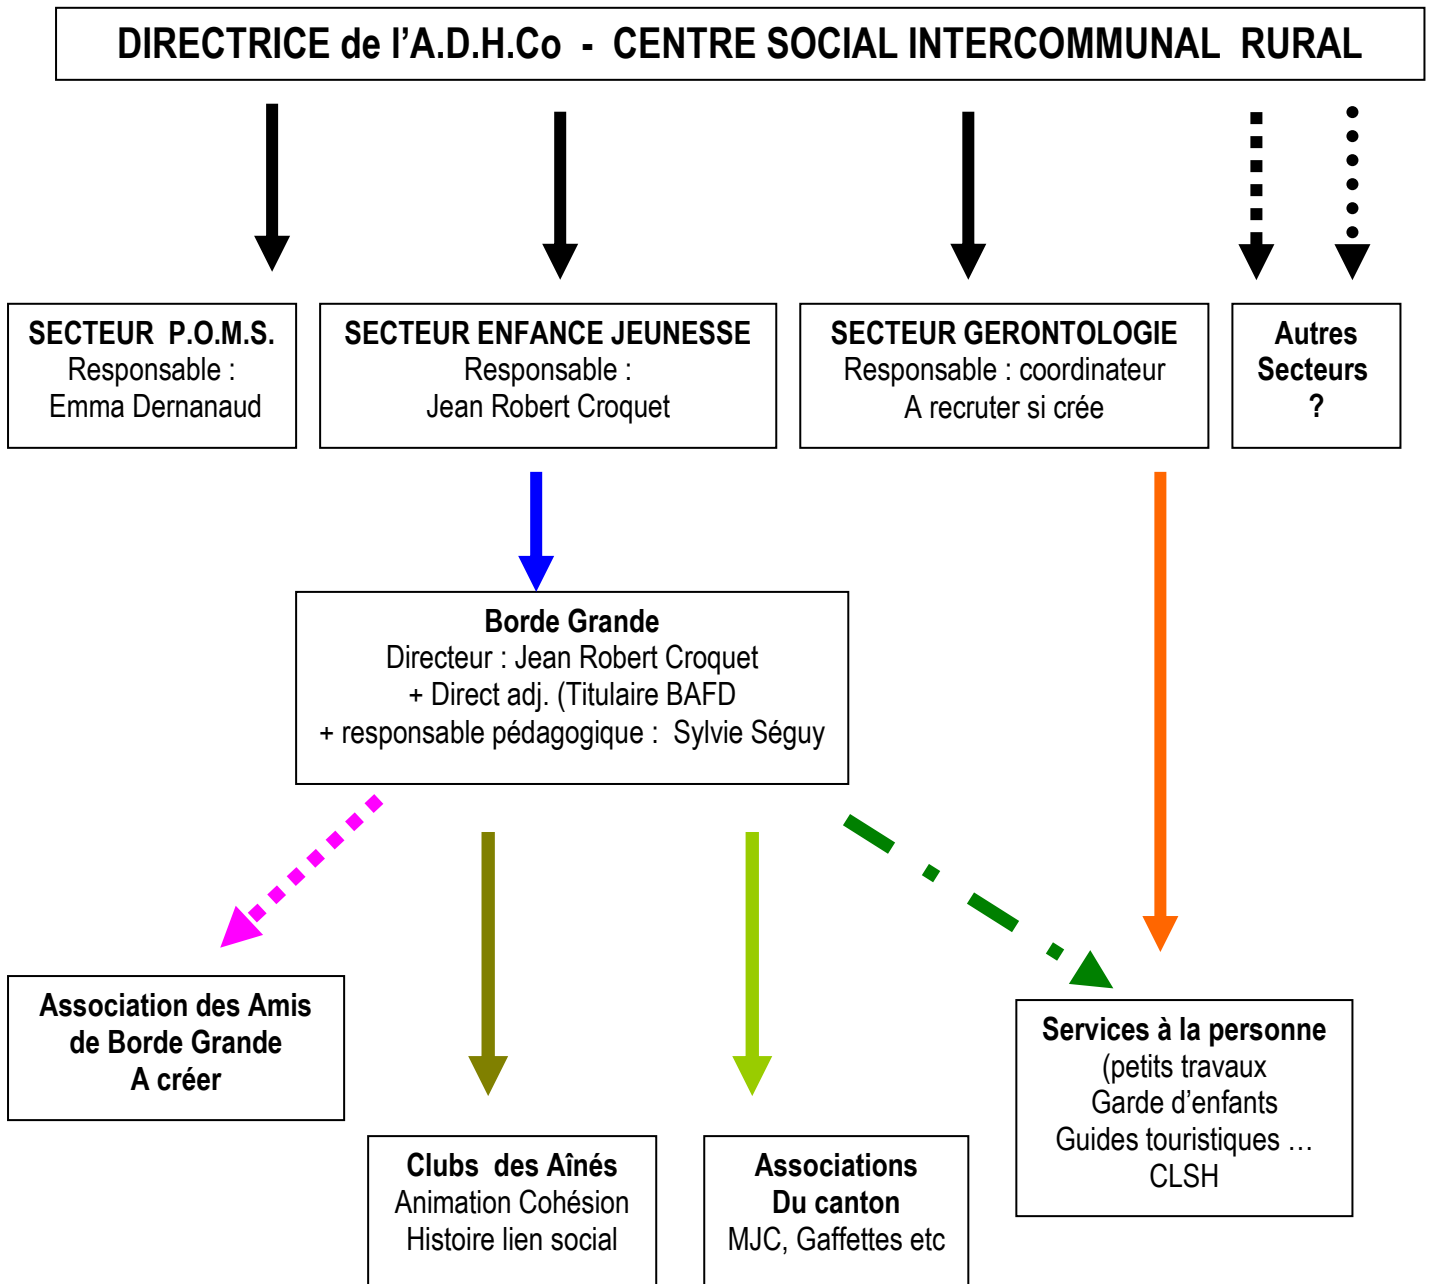 DIRECTRICE de l’A.D.H.Co - CENTRE SOCIAL INTERCOMMUNAL RURAL
SECTEUR P.O.M.S.
Responsable :
Emma Dernanaud
SECTEUR ENFANCE JEUNESSE
Responsable :
Jean Robert Croquet
SECTEUR GERONTOLOGIE
Responsable : coordinateur
A recruter si crée
Autres
Secteurs
?
Borde Grande
Directeur : Jean Robert Croquet
+ Direct adj. (Titulaire BAFD
+ responsable pédagogique : Sylvie Séguy
Association des Amis
de Borde Grande
A créer
Clubs des Aînés
Animation Cohésion
Histoire lien social
Associations
Du canton
MJC, Gaffettes etc
Services à la personne
(petits travaux
Garde d’enfants
Guides touristiques …
CLSH